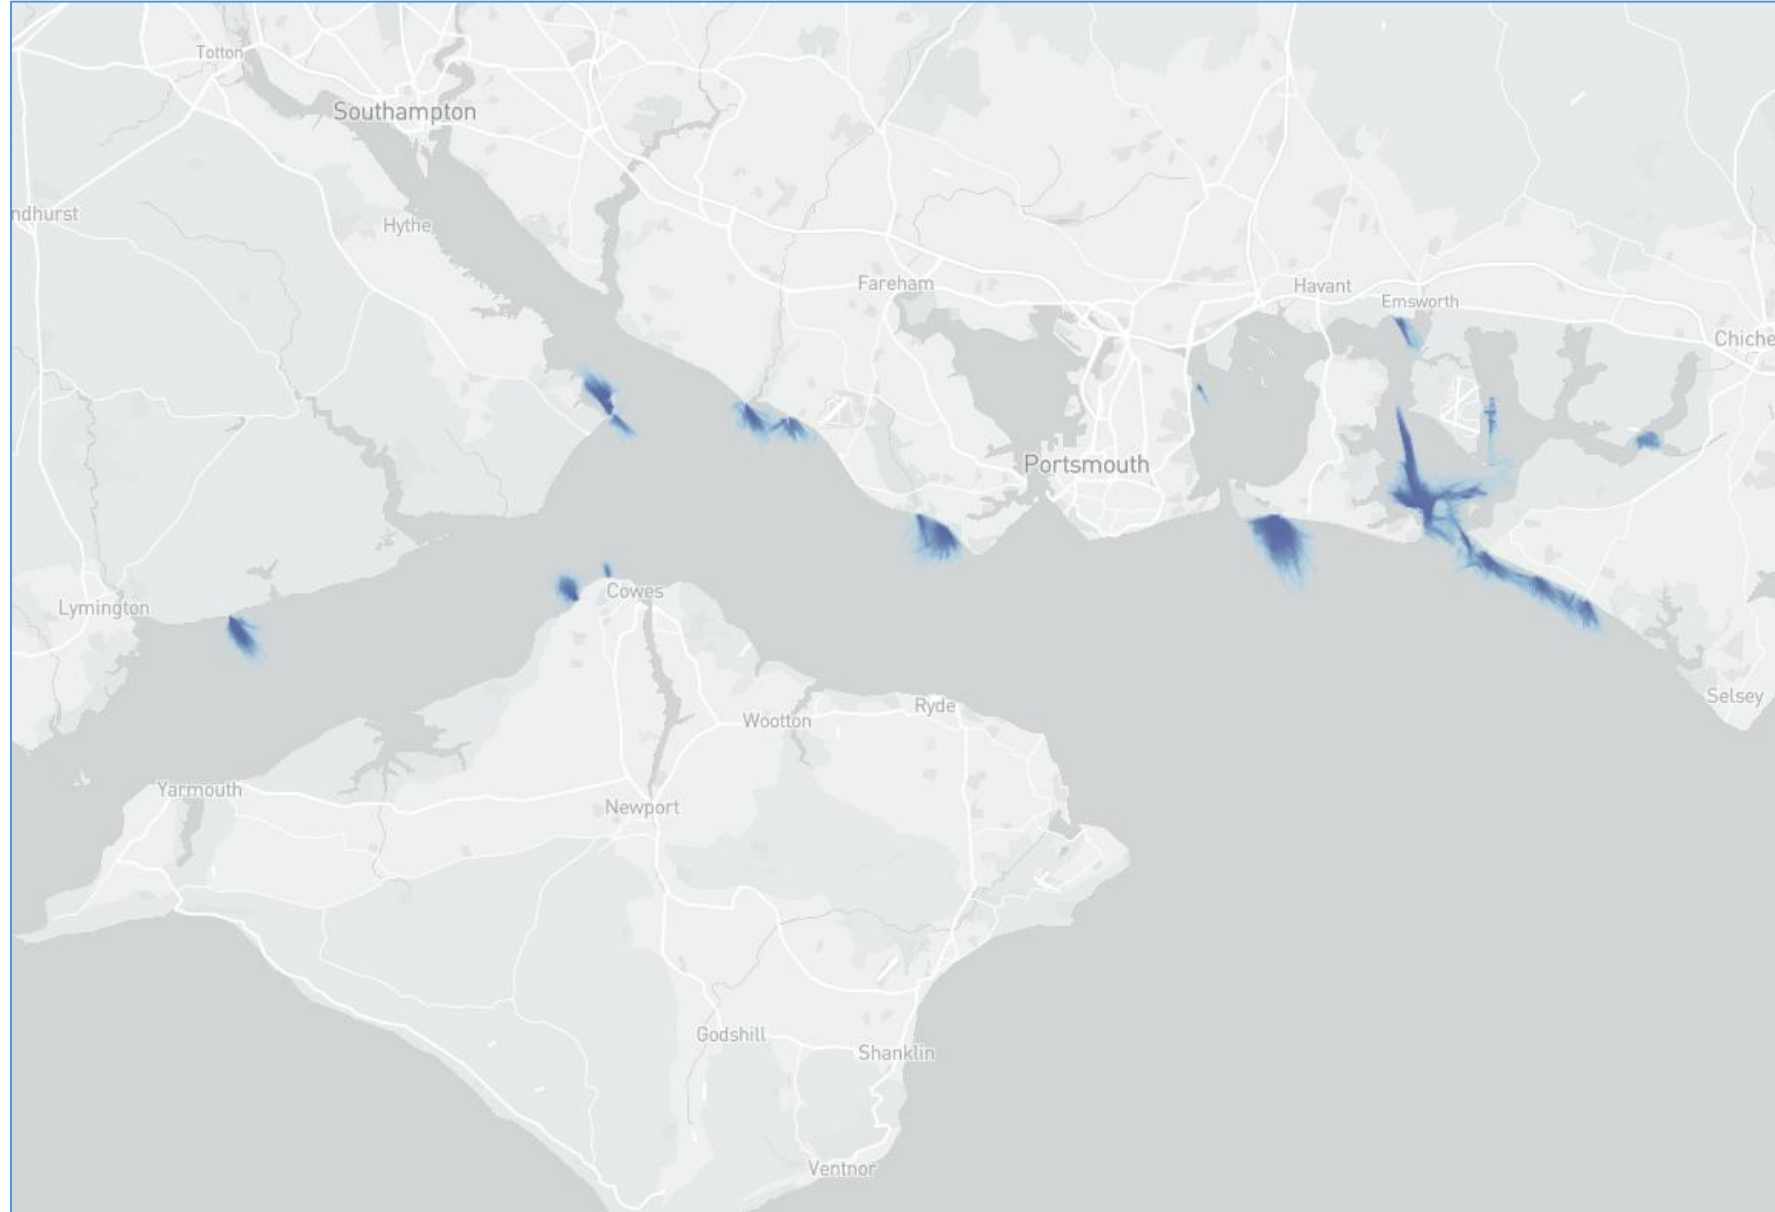 Totton
Southampton
ndhurst
Hythe
Fareham
Havant
Emsworth
Chiche
Portsmouth
Lymington
Cowes
Selsey
Ryde
Wootton
Yarmouth
Newport
Godshill
Shanklin
Ventnor